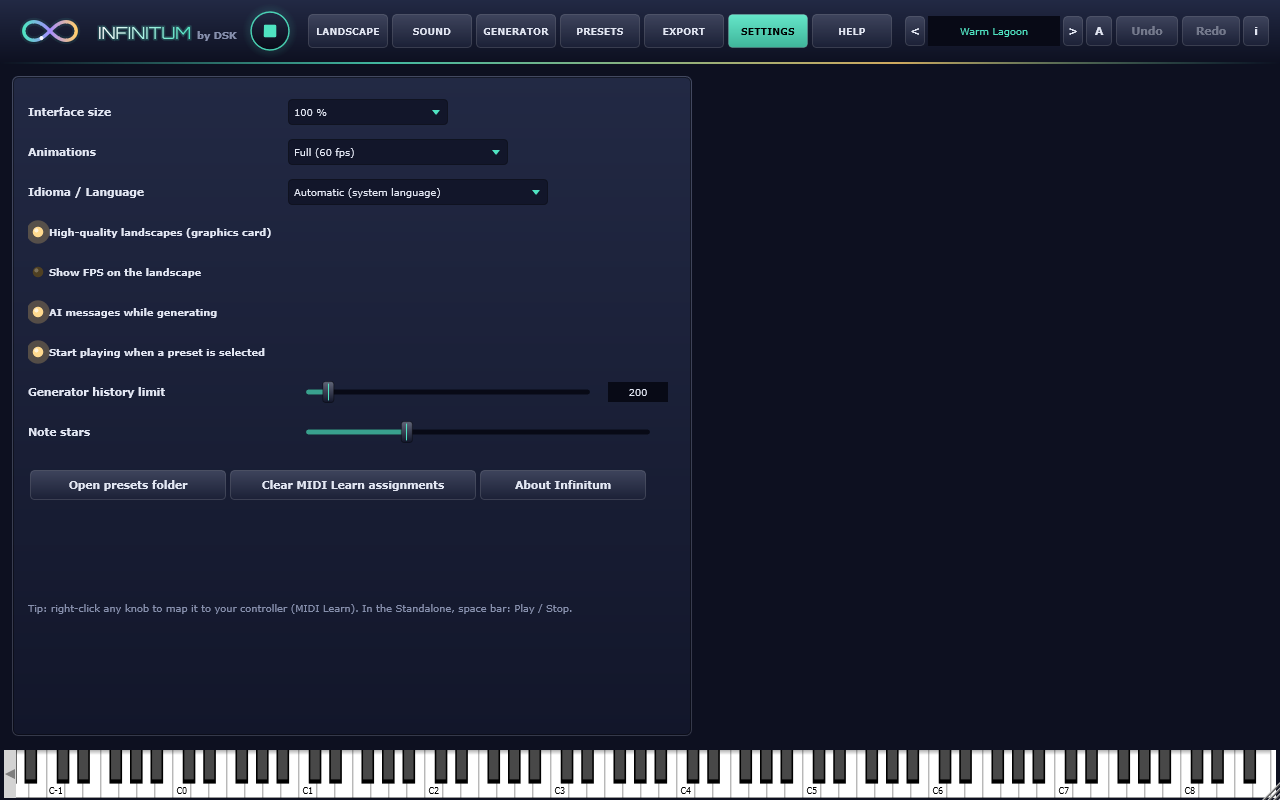 INFINITUM by DSK
LANDSCAPE
SOUND
GENERATOR
PRESETS
EXPORT
SETTINGS
HELP
<
Warm Lagoon
>
A
Undo
Redo
i
Interface size
100 %
Animations
Full (60 fps)
Idioma / Language
Automatic (system language)
High-quality landscapes (graphics card)
Show FPS on the landscape
AI messages while generating
Start playing when a preset is selected
Generator history limit
200
Note stars
Open presets folder
Clear MIDI Learn assignments
About Infinitum
Tip: right-click any knob to map it to your controller (MIDI Learn). In the Standalone, space bar: Play / Stop.
C-1
C0
C1
C2
C3
C4
C5
C6
C7
C8